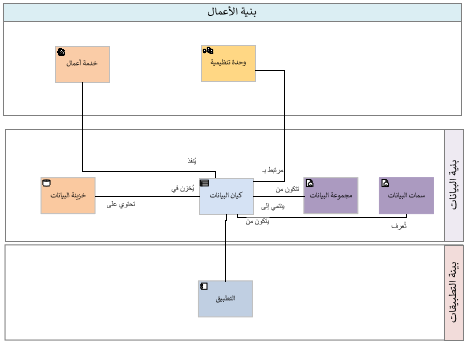 بنية الأعمال
وحدة تنظيمية
خدمة أعمال
يُنفذ
مرتبط بـ
بنية البيانات
سمات البيانات
مجموعة البيانات
تتكون من
ينتمي إلى
كيان البيانات
يُخزن في
تحتوي على
خزينة البيانات
يتكون من
تُعرف
بيئة التطبيقات
التطبيق